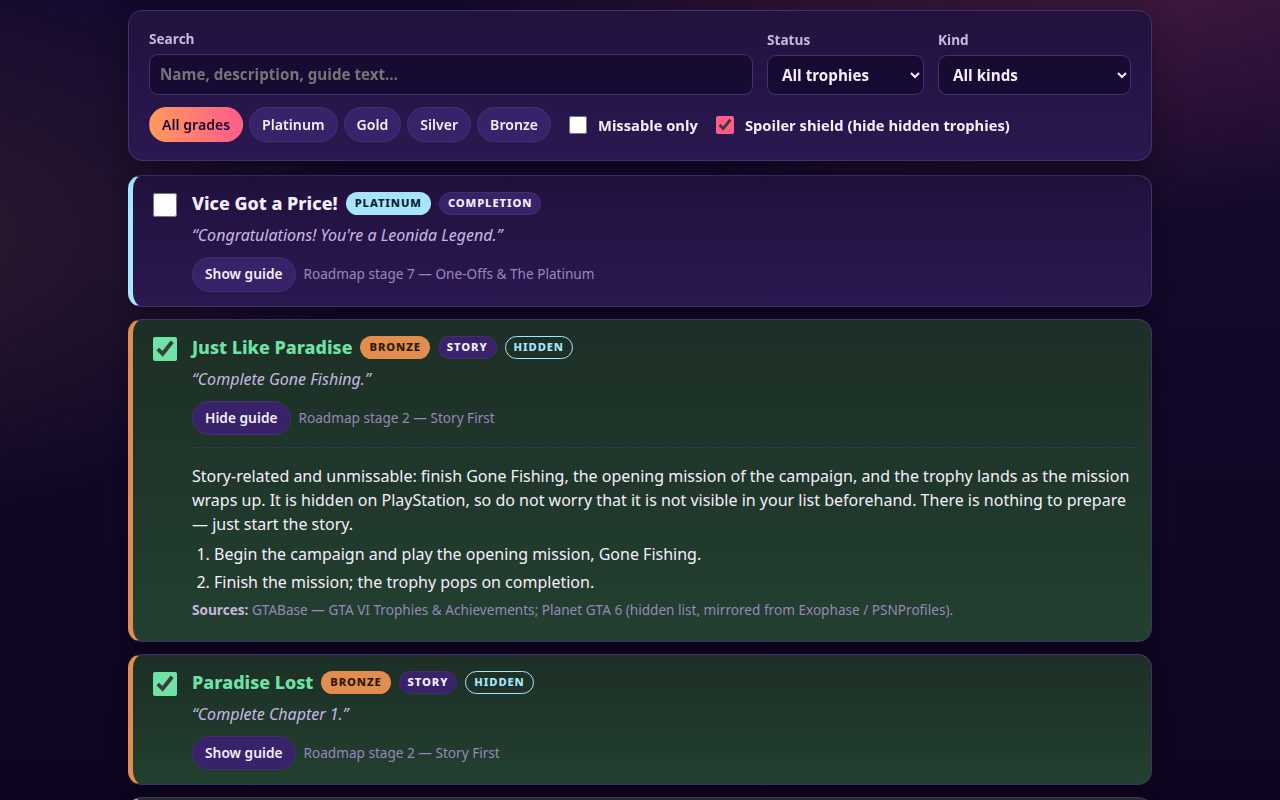 Search
Status
Kind
Name, description, guide text...
All trophies
All kinds
All grades
Platinum
Gold
Silver
Bronze
Missable only
Spoiler shield (hide hidden trophies)
Vice Got a Price! PLATINUM COMPLETION
“Congratulations! You're a Leonida Legend.”
Show guide Roadmap stage 7 — One-Offs & The Platinum
Just Like Paradise BRONZE STORY HIDDEN
“Complete Gone Fishing.”
Hide guide Roadmap stage 2 — Story First
Story-related and unmissable: finish Gone Fishing, the opening mission of the campaign, and the trophy lands as the mission
wraps up. It is hidden on PlayStation, so do not worry that it is not visible in your list beforehand. There is nothing to prepare
— just start the story.
1. Begin the campaign and play the opening mission, Gone Fishing.
2. Finish the mission; the trophy pops on completion.
Sources: GTABase — GTA VI Trophies & Achievements; Planet GTA 6 (hidden list, mirrored from Exophase / PSNProfiles).
Paradise Lost BRONZE STORY HIDDEN
“Complete Chapter 1.”
Show guide Roadmap stage 2 — Story First